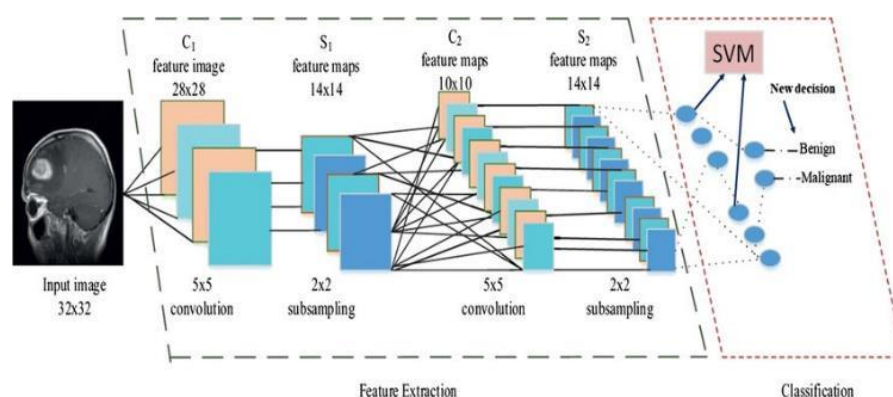 C₁
feature image
28x28
S₁
feature maps
14x14
C₂
feature maps
10x10
S₂
feature maps
14x14
SVM
New decision
Benign
Malignant
Input image
32x32
5x5
convolution
2x2
subsampling
5x5
convolution
2x2
subsampling
Feature Extraction
Classification